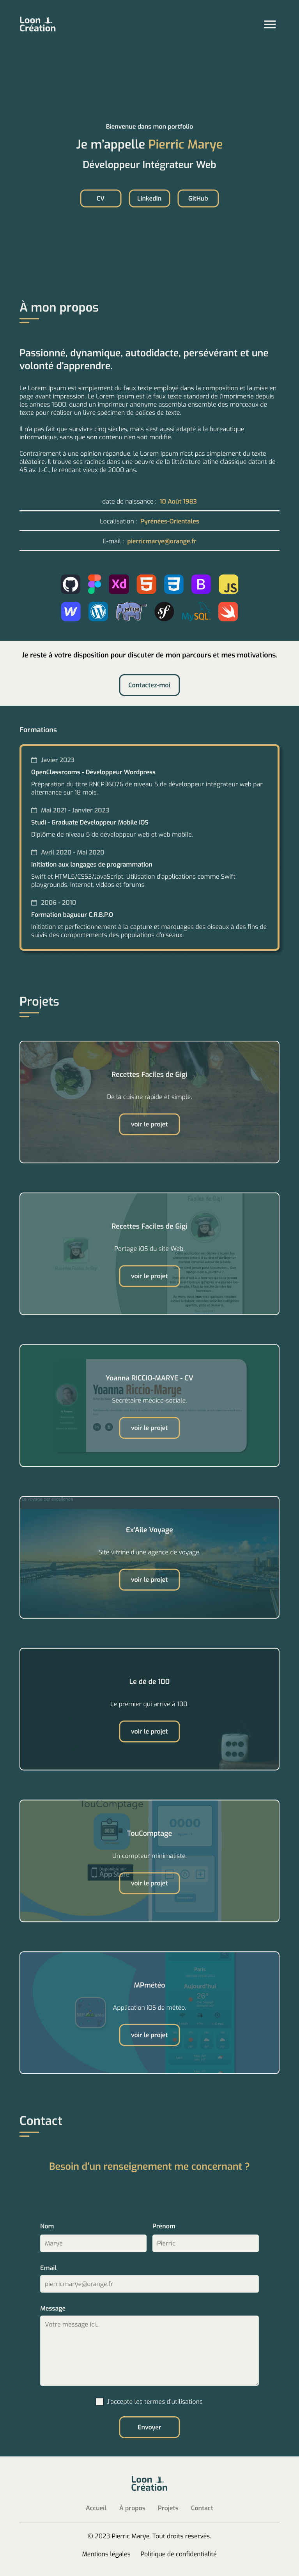 Loon
Création
Bienvenue dans mon portfolio
Je m'appelle Pierric Marye
Développeur Intégrateur Web
CV
LinkedIn
GitHub
À mon propos
Passionné, dynamique, autodidacte, persévérant et une
volonté d'apprendre.
Le Lorem Ipsum est simplement du faux texte employé dans la composition et la mise en
page avant impression. Le Lorem Ipsum est le faux texte standard de l'imprimerie depuis
les années 1500, quand un imprimeur anonyme assembla ensemble des morceaux de
texte pour réaliser un livre spécimen de polices de texte.
Il n'a pas fait que survivre cinq siècles, mais s'est aussi adapté à la bureautique
informatique, sans que son contenu n'en soit modifié.
Contrairement à une opinion répandue, le Lorem Ipsum n'est pas simplement du texte
aléatoire. Il trouve ses racines dans une oeuvre de la littérature latine classique datant de
45 av. J.-C., le rendant vieux de 2000 ans.
date de naissance : 10 Août 1983
Localisation : Pyrénées-Orientales
E-mail : pierricmarye@orange.fr
Xd
B
JS
W
sf
MySQL
Je reste à votre disposition pour discuter de mon parcours et mes motivations.
Contactez-moi
Formations
Javier 2023
OpenClassrooms - Développeur Wordpress
Préparation du titre RNCP36076 de niveau 5 de développeur intégrateur web par
alternance sur 18 mois.
Mai 2021 - Janvier 2023
Studi - Graduate Développeur Mobile iOS
Diplôme de niveau 5 de développeur web et web mobile.
Avril 2020 - Mai 2020
Initiation aux langages de programmation
Swift et HTML5/CSS3/JavaScript. Utilisation d'applications comme Swift
playgrounds, Internet, vidéos et forums.
2006 - 2010
Formation bagueur C.R.B.P.O
Initiation et perfectionnement à la capture et marquages des oiseaux à des fins de
suivis des comportements des populations d'oiseaux.
Projets
Recettes Faciles de Gigi
De la cuisine rapide et simple.
voir le projet
Recettes Faciles de Gigi
Portage iOS du site Web.
voir le projet
Yoanna RICCIO-MARYE - CV
Yoanna Riccio-Marye
Secrétaire médico-sociale.
voir le projet
Ex'Aile Voyage
Site vitrine d'une agence de voyage.
voir le projet
Le dé de 100
Le premier qui arrive à 100.
voir le projet
TouComptage
0000
TouComptage
Un compteur minimaliste.
App Store
voir le projet
MPmétéo
Aujourd'hui
Application iOS de météo.
voir le projet
Contact
Besoin d'un renseignement me concernant ?
Nom
Prénom
Marye
Pierric
Email
pierricmarye@orange.fr
Message
Votre message ici...
J'accepte les termes d'utilisations
Envoyer
Loon
Création
Accueil
À propos
Projets
Contact
© 2023 Pierric Marye. Tout droits réservés.
Mentions légales
Politique de confidentialité